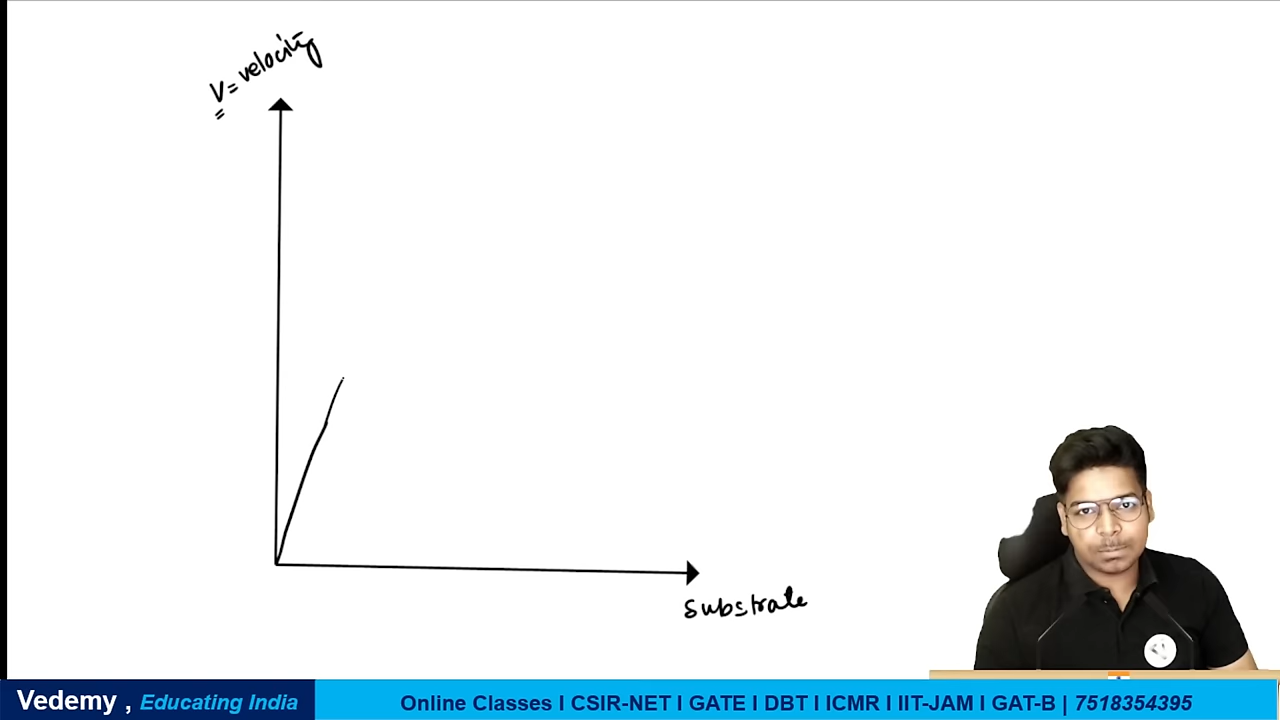 V = velocity
Substrate
Vedemy , Educating India
Online Classes I CSIR-NET I GATE I DBT I ICMR I IIT-JAM I GAT-B | 7518354395